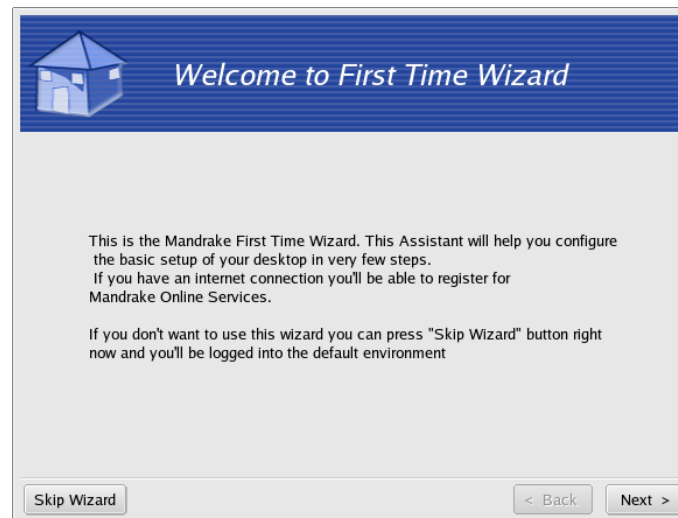 Welcome to First Time Wizard
This is the Mandrake First Time Wizard. This Assistant will help you configure
the basic setup of your desktop in very few steps.
If you have an internet connection you'll be able to register for
Mandrake Online Services.
If you don't want to use this wizard you can press "Skip Wizard" button right
now and you'll be logged into the default environment
Skip Wizard
< Back
Next >